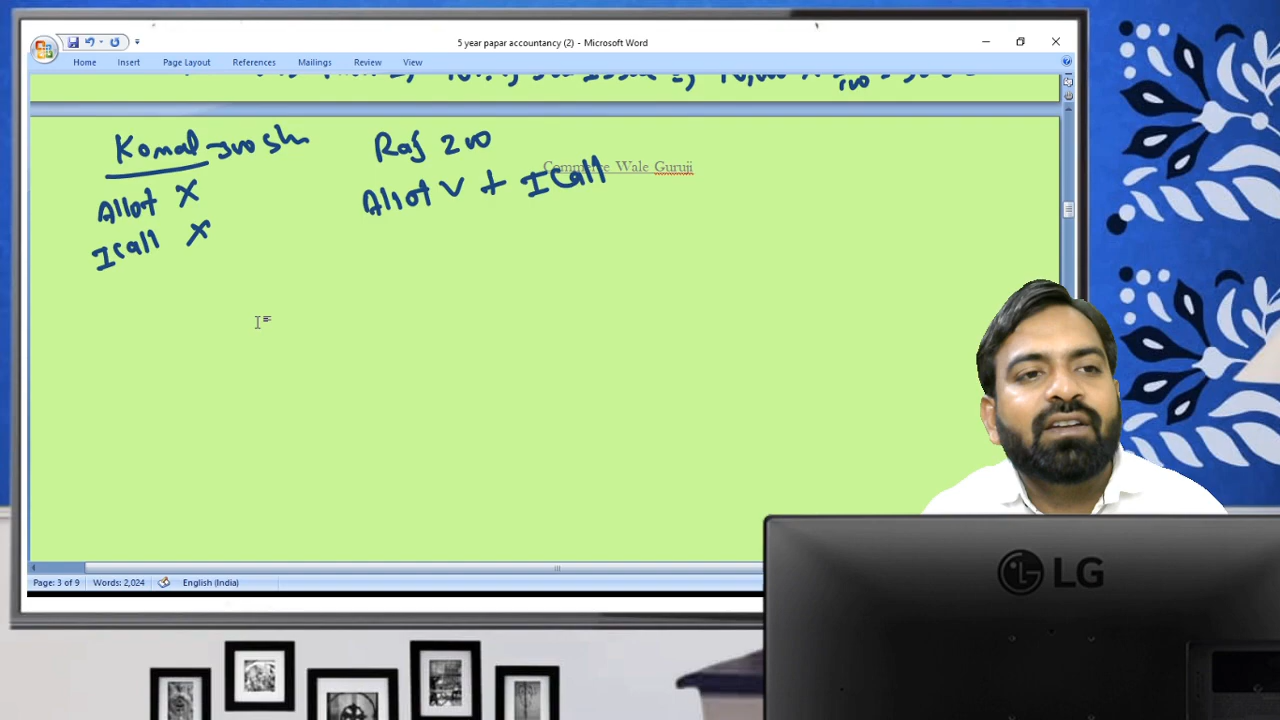 5 year papar accountancy (2) - Microsoft Word
Home Insert Page Layout References Mailings Review View
Komal 300 Sh Raj 200
Commerce Wale Guruji
Allot X Allot ✓ + I Call
I Call X
Page: 3 of 9 Words: 2,024 English (India)
LG